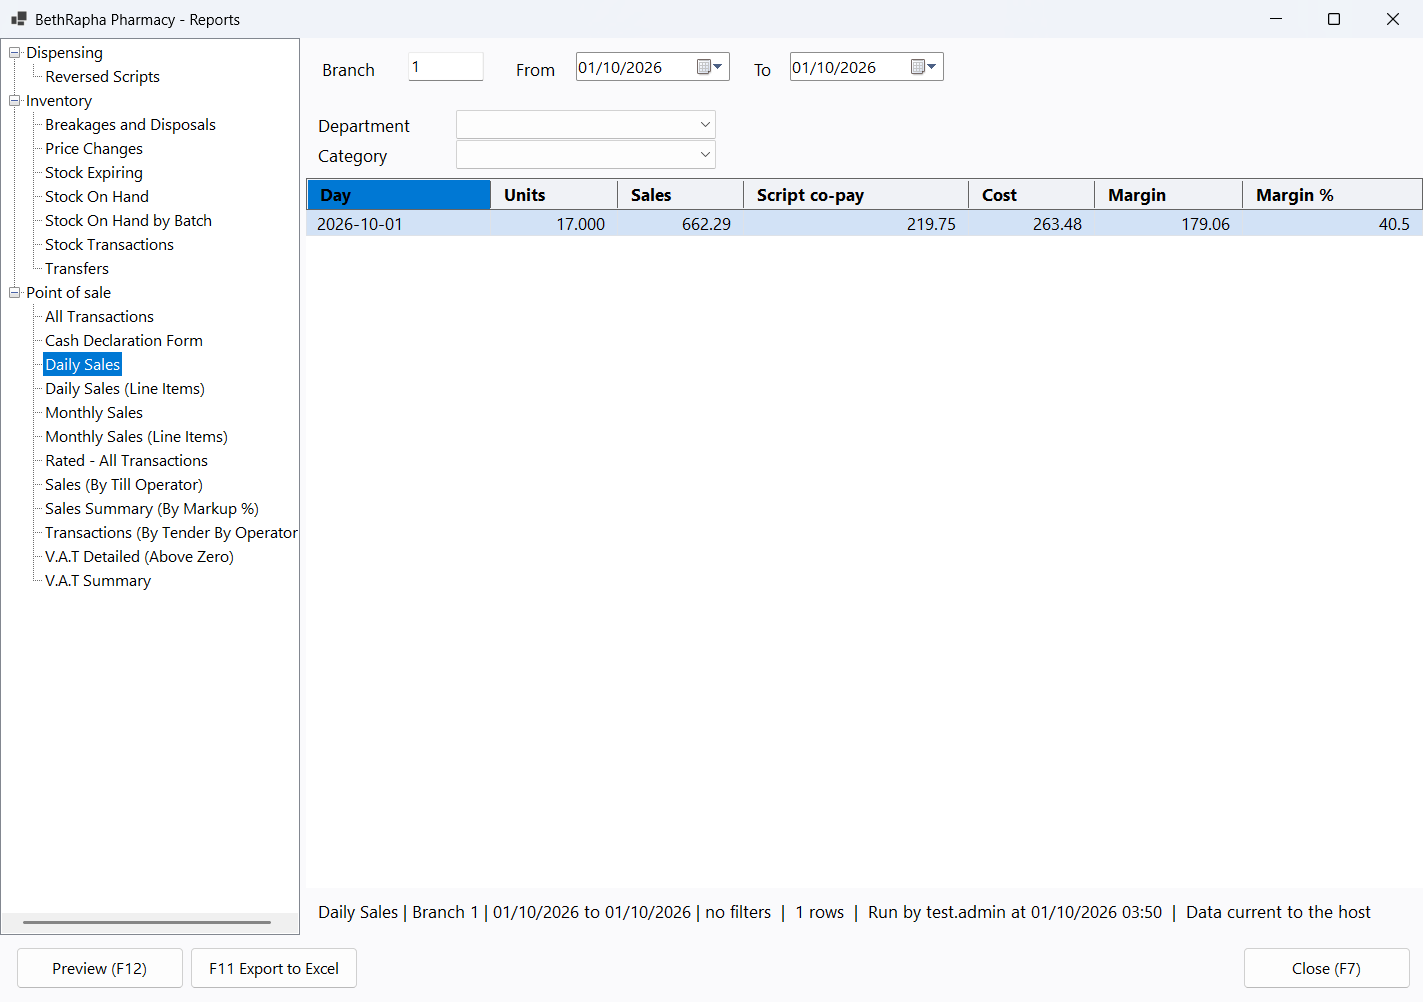 BethRapha Pharmacy - Reports
Dispensing
Reversed Scripts
Inventory
Breakages and Disposals
Price Changes
Stock Expiring
Stock On Hand
Stock On Hand by Batch
Stock Transactions
Transfers
Point of sale
All Transactions
Cash Declaration Form
Daily Sales
Daily Sales (Line Items)
Monthly Sales
Monthly Sales (Line Items)
Rated - All Transactions
Sales (By Till Operator)
Sales Summary (By Markup %)
Transactions (By Tender By Operator
V.A.T Detailed (Above Zero)
V.A.T Summary
Branch 1 From 01/10/2026 To 01/10/2026
Department
Category
Day Units Sales Script co-pay Cost Margin Margin %
2026-10-01 17.000 662.29 219.75 263.48 179.06 40.5
Daily Sales | Branch 1 | 01/10/2026 to 01/10/2026 | no filters | 1 rows | Run by test.admin at 01/10/2026 03:50 | Data current to the host
Preview (F12) F11 Export to Excel Close (F7)